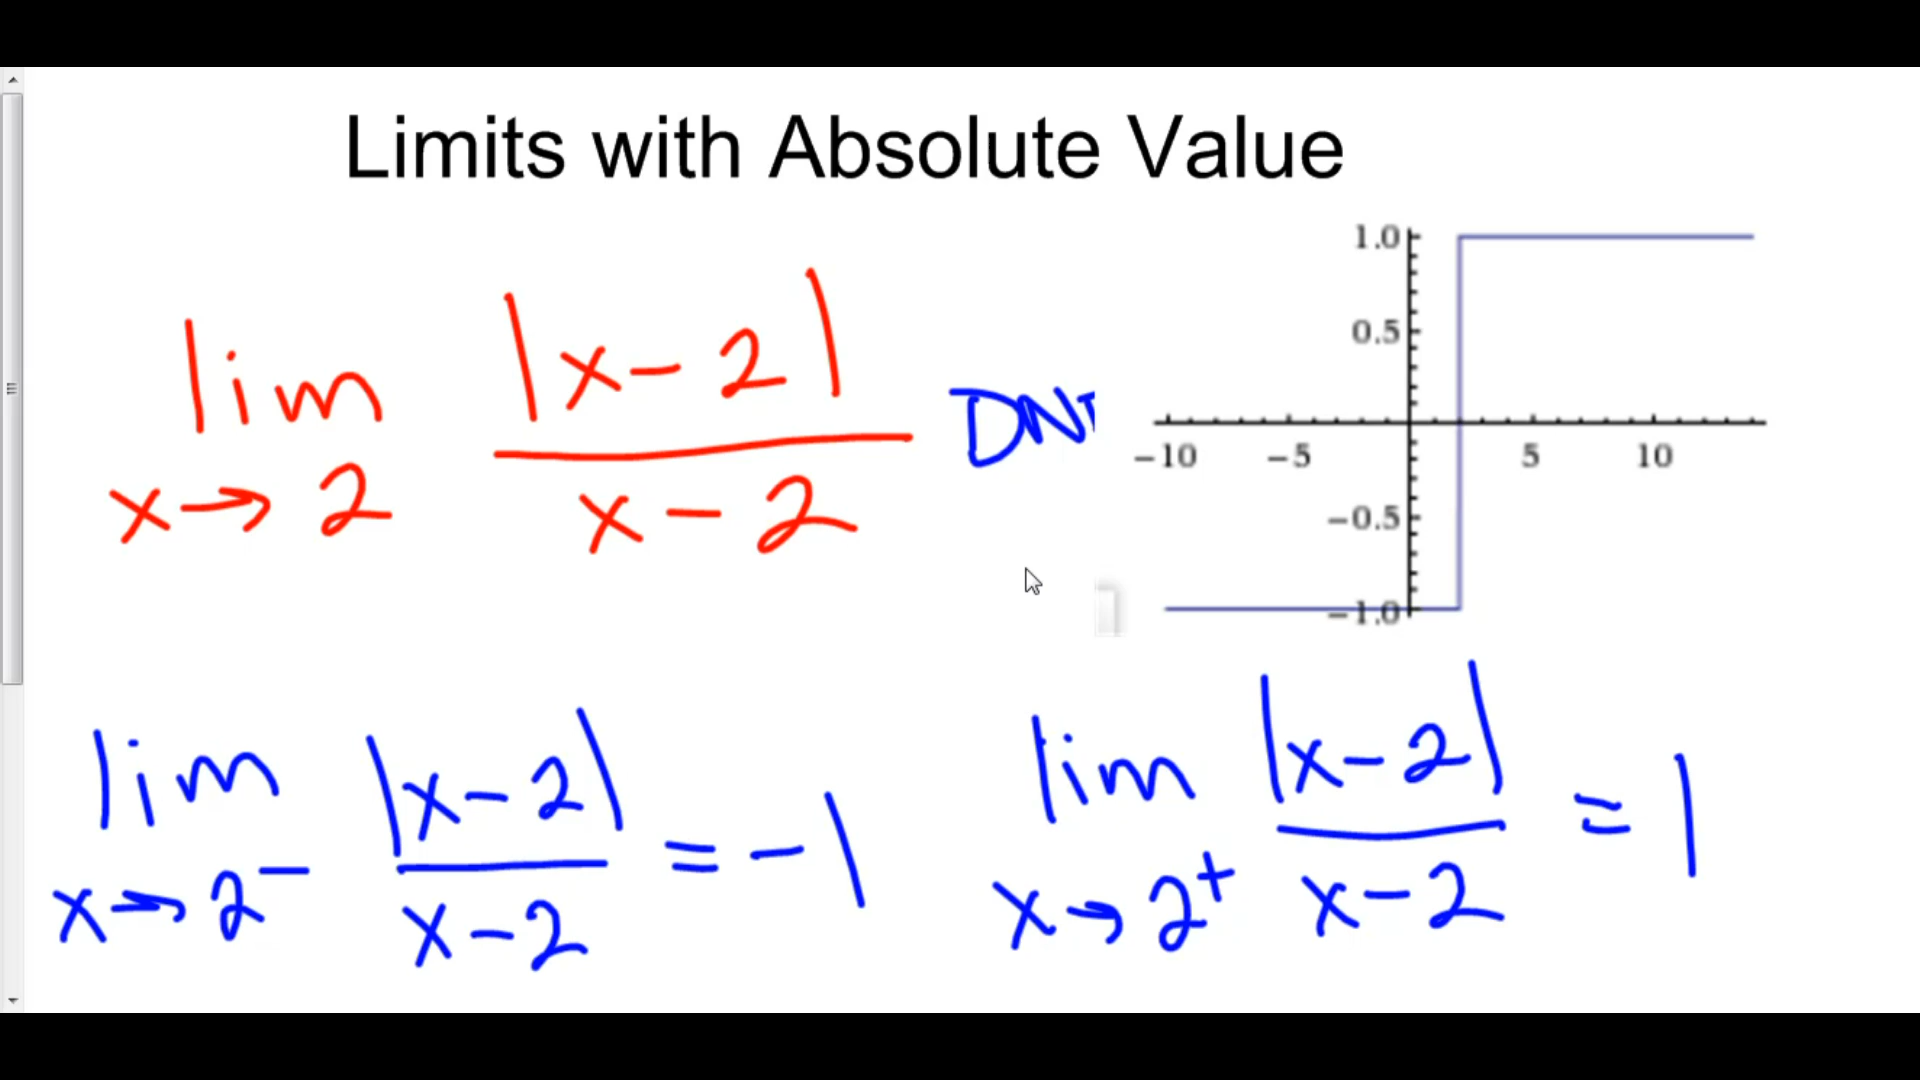 Limits with Absolute Value
lim x→2 |x-2| / x-2 DN
1.0
0.5
-10 -5 5 10
-0.5
-1.0
lim x→2⁻ |x-2| / x-2 = -1
lim x→2⁺ |x-2| / x-2 = 1